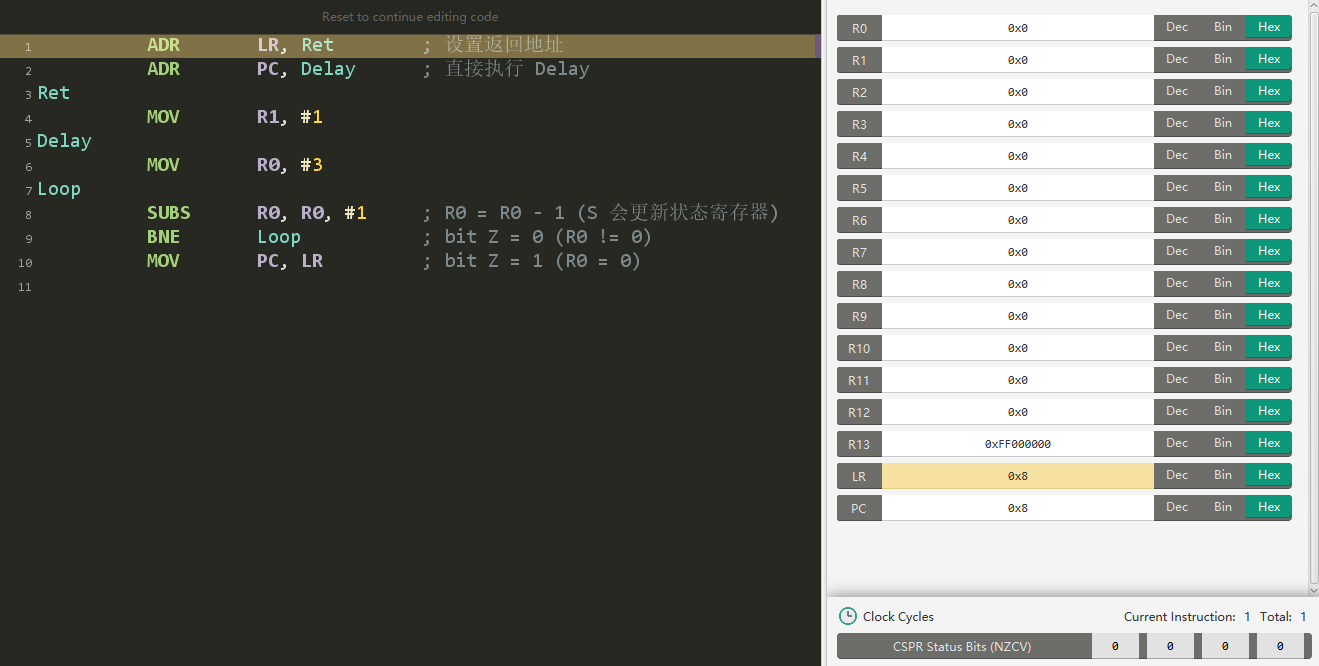 Reset to continue editing code
1 ADR LR, Ret ; 设置返回地址
2 ADR PC, Delay ; 直接执行 Delay
3 Ret
4 MOV R1, #1
5 Delay
6 MOV R0, #3
7 Loop
8 SUBS R0, R0, #1 ; R0 = R0 - 1 (S 会更新状态寄存器)
9 BNE Loop ; bit Z = 0 (R0 != 0)
10 MOV PC, LR ; bit Z = 1 (R0 = 0)
11
R0 0x0 Dec Bin Hex
R1 0x0 Dec Bin Hex
R2 0x0 Dec Bin Hex
R3 0x0 Dec Bin Hex
R4 0x0 Dec Bin Hex
R5 0x0 Dec Bin Hex
R6 0x0 Dec Bin Hex
R7 0x0 Dec Bin Hex
R8 0x0 Dec Bin Hex
R9 0x0 Dec Bin Hex
R10 0x0 Dec Bin Hex
R11 0x0 Dec Bin Hex
R12 0x0 Dec Bin Hex
R13 0xFF000000 Dec Bin Hex
LR 0x8 Dec Bin Hex
PC 0x8 Dec Bin Hex
Clock Cycles Current Instruction: 1 Total: 1
CSPR Status Bits (NZCV) 0 0 0 0